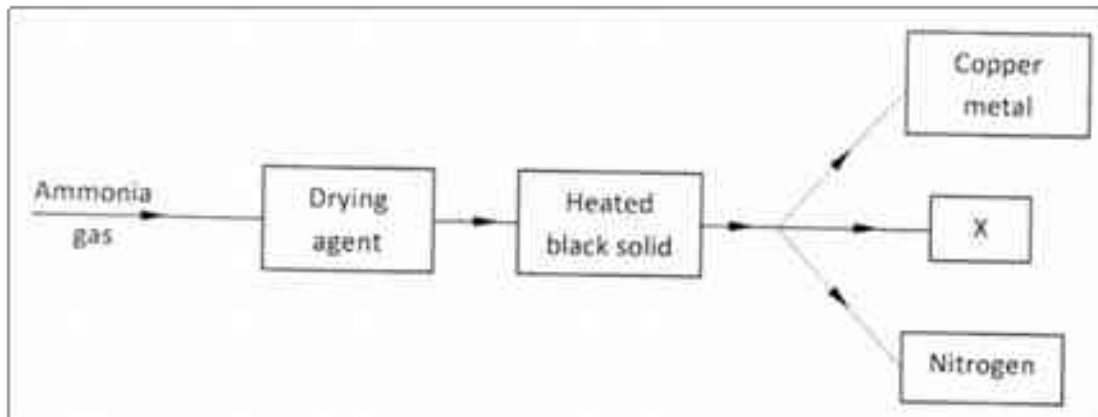 Copper
metal
Ammonia
gas
Drying
agent
Heated
black solid
X
Nitrogen